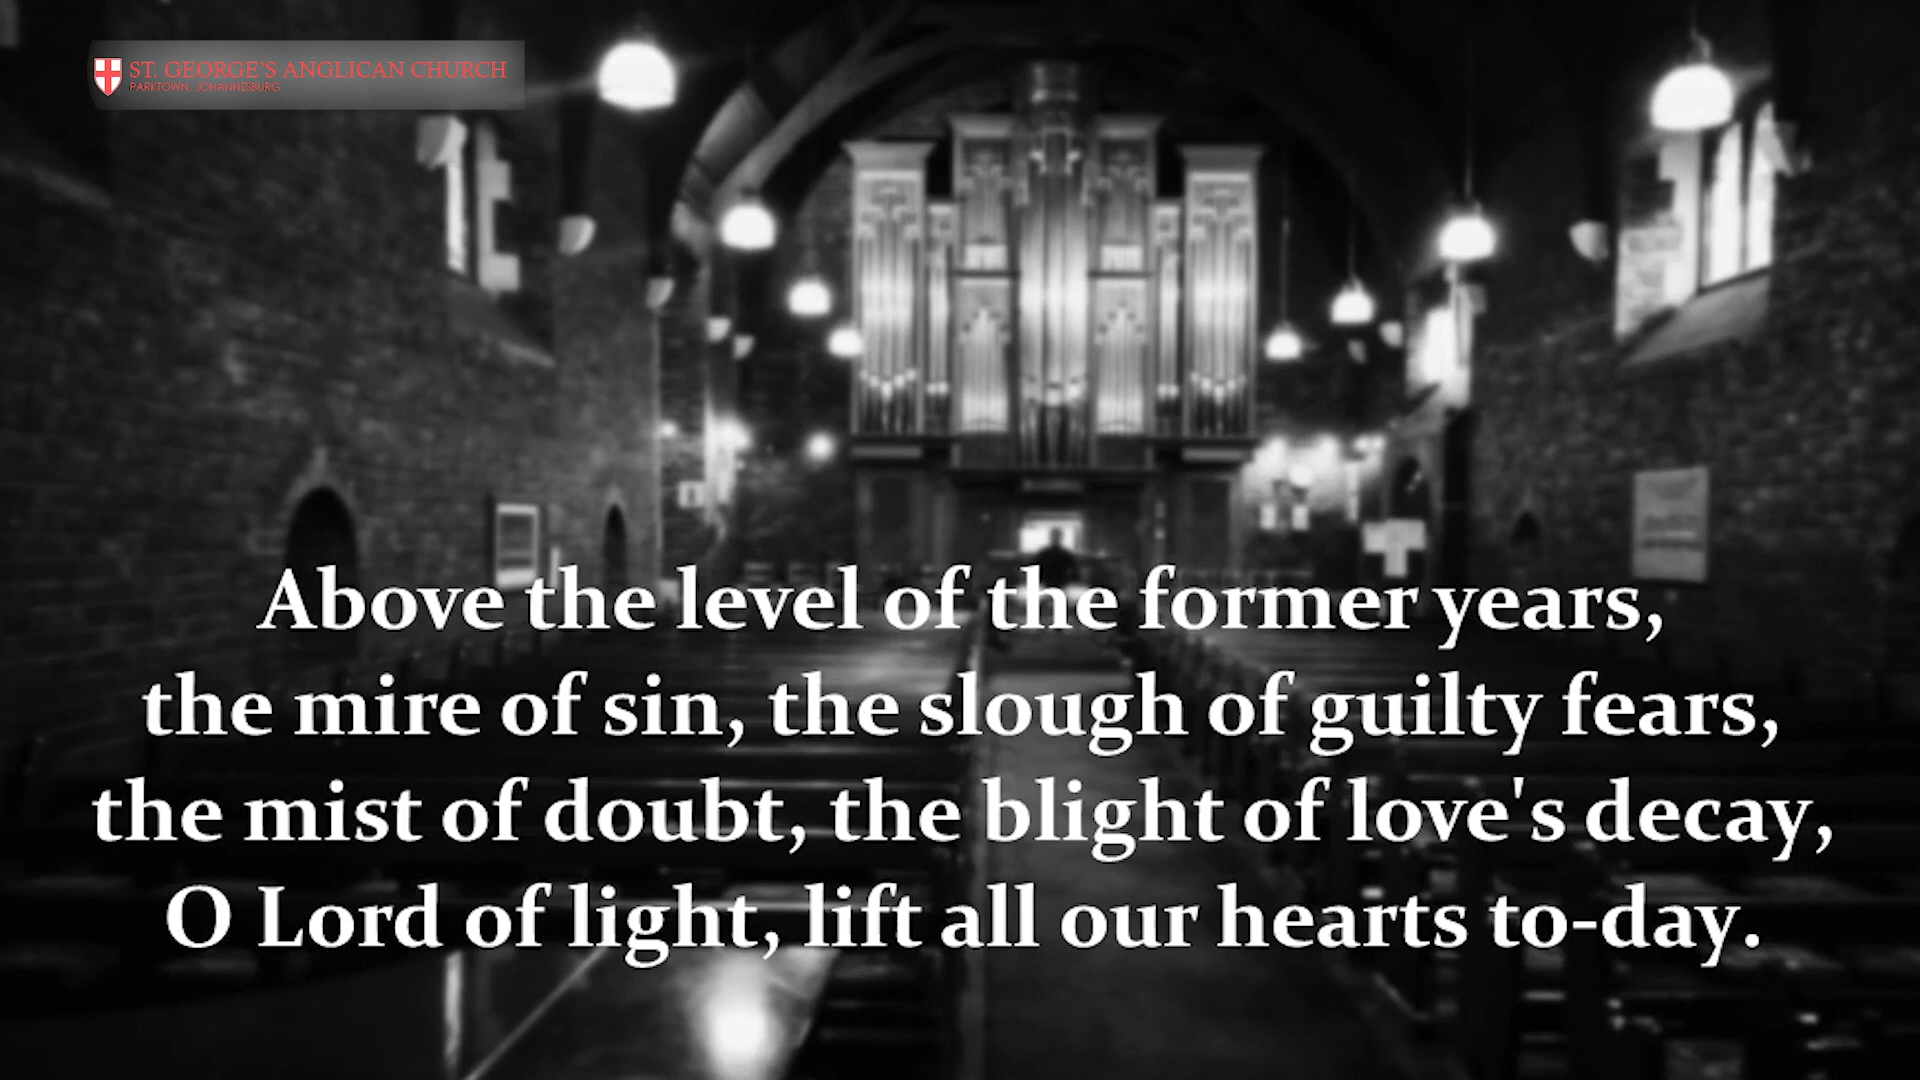 ST. GEORGE'S ANGLICAN CHURCH
PARKTOWN, JOHANNESBURG
Above the level of the former years,
the mire of sin, the slough of guilty fears,
the mist of doubt, the blight of love's decay,
O Lord of light, lift all our hearts to-day.